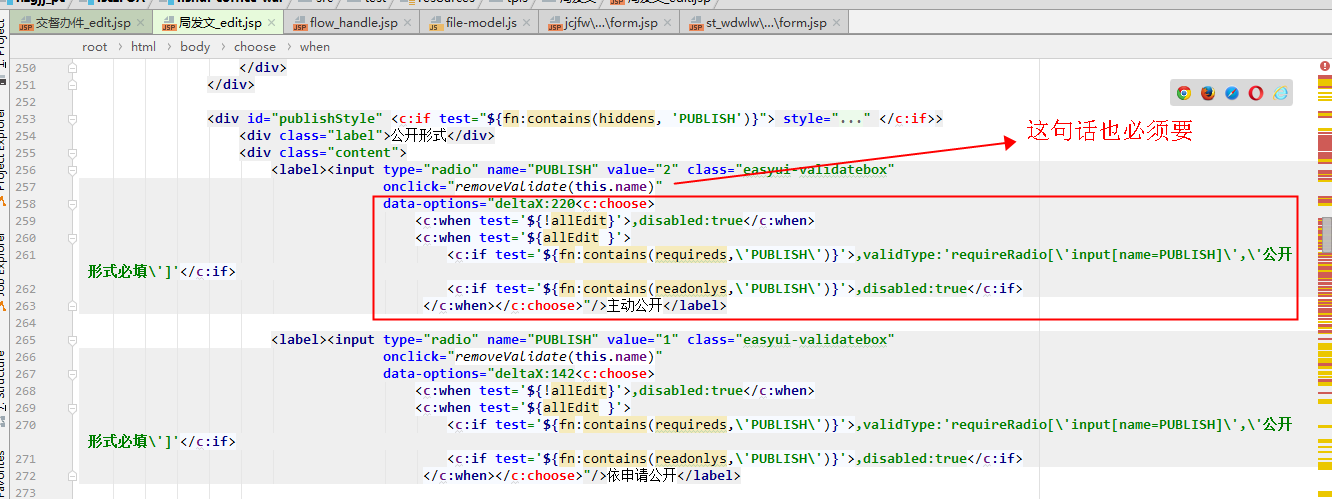 交督办件_edit.jsp
局发文_edit.jsp
flow_handle.jsp
file-model.js
jcjfw\...\form.jsp
st_wdwlw\...\form.jsp
root › html › body › choose › when
250 </div>
251 </div>
252
253 <div id="publishStyle" <c:if test="${fn:contains(hiddens, 'PUBLISH')}"> style="..." </c:if>>
254 <div class="label">公开形式</div>
255 <div class="content">
这句话也必须要
256 <label><input type="radio" name="PUBLISH" value="2" class="easyui-validatebox"
257 onclick="removeValidate(this.name)"
258 data-options="deltaX:220<c:choose>
259 <c:when test='${!allEdit}'>,disabled:true</c:when>
260 <c:when test='${allEdit }'>
261 <c:if test='${fn:contains(requireds,\'PUBLISH\')}'>,validType:'requireRadio[\'input[name=PUBLISH]\',\'公开
形式必填\']'</c:if>
262 <c:if test='${fn:contains(readonlys,\'PUBLISH\')}'>,disabled:true</c:if>
263 </c:when></c:choose>"/>主动公开</label>
264
265 <label><input type="radio" name="PUBLISH" value="1" class="easyui-validatebox"
266 onclick="removeValidate(this.name)"
267 data-options="deltaX:142<c:choose>
268 <c:when test='${!allEdit}'>,disabled:true</c:when>
269 <c:when test='${allEdit }'>
270 <c:if test='${fn:contains(requireds,\'PUBLISH\')}'>,validType:'requireRadio[\'input[name=PUBLISH]\',\'公开
形式必填\']'</c:if>
271 <c:if test='${fn:contains(readonlys,\'PUBLISH\')}'>,disabled:true</c:if>
272 </c:when></c:choose>"/>依申请公开</label>
273